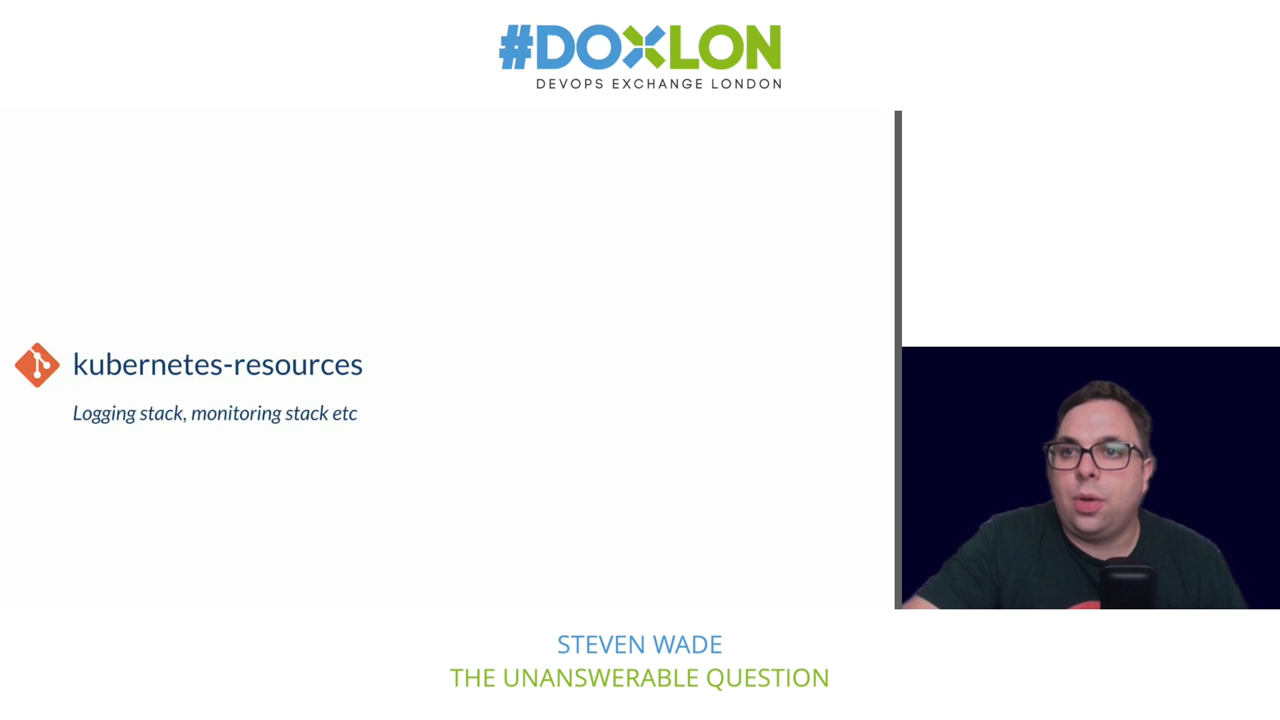 #DOXLON
DEVOPS EXCHANGE LONDON
kubernetes-resources
Logging stack, monitoring stack etc
STEVEN WADE
THE UNANSWERABLE QUESTION